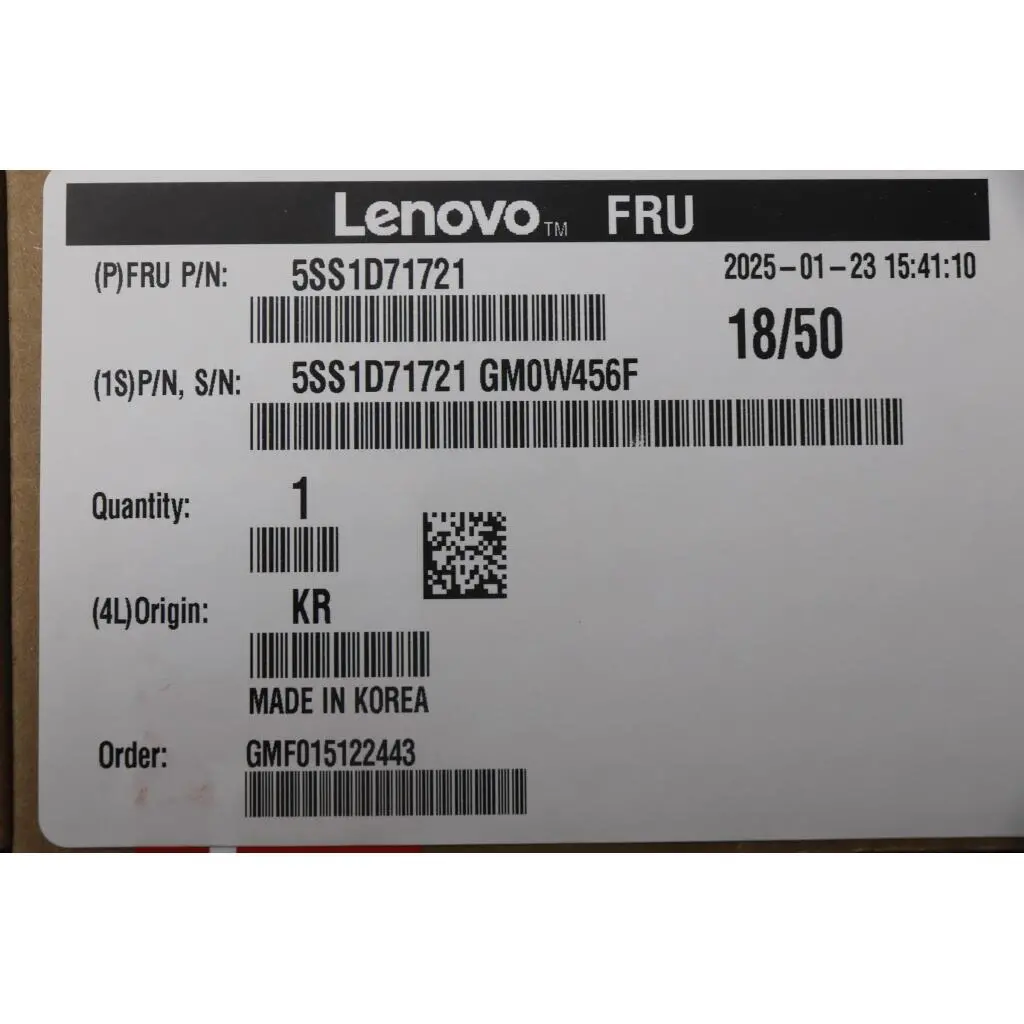 Lenovo™ FRU
(P)FRU P/N: 5SS1D71721 2025-01-23 15:41:10
18/50
(1S)P/N, S/N: 5SS1D71721 GM0W456F
Quantity: 1
(4L)Origin: KR
MADE IN KOREA
Order: GMF015122443